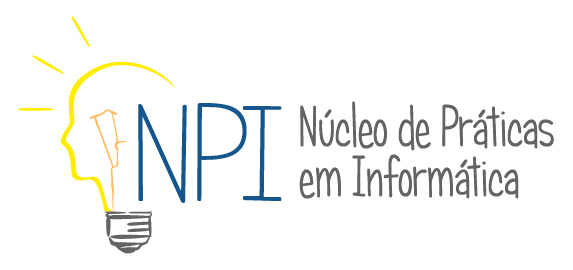 NPI
Núcleo de Práticas
em Informática